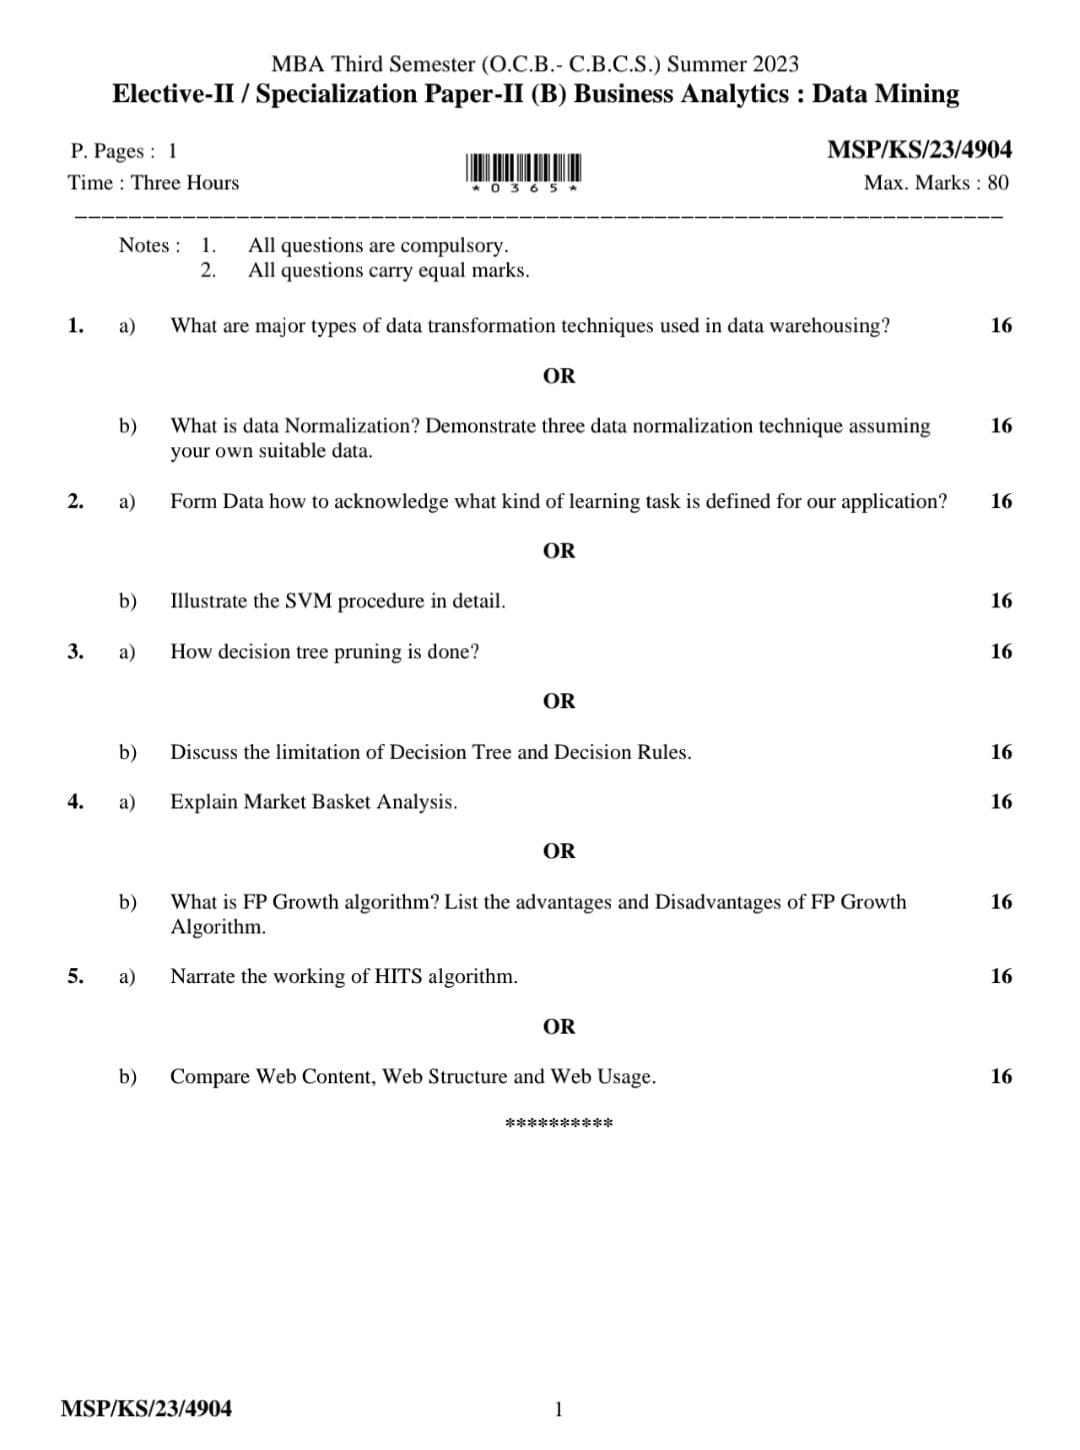 MBA Third Semester (O.C.B.- C.B.C.S.) Summer 2023
Elective-II / Specialization Paper-II (B) Business Analytics : Data Mining
P. Pages : 1
MSP/KS/23/4904
Time : Three Hours
* 0 3 6 5 *
Max. Marks : 80
Notes : 1. All questions are compulsory.
2. All questions carry equal marks.
1. a) What are major types of data transformation techniques used in data warehousing? 16
OR
b) What is data Normalization? Demonstrate three data normalization technique assuming 16
your own suitable data.
2. a) Form Data how to acknowledge what kind of learning task is defined for our application? 16
OR
b) Illustrate the SVM procedure in detail. 16
3. a) How decision tree pruning is done? 16
OR
b) Discuss the limitation of Decision Tree and Decision Rules. 16
4. a) Explain Market Basket Analysis. 16
OR
b) What is FP Growth algorithm? List the advantages and Disadvantages of FP Growth 16
Algorithm.
5. a) Narrate the working of HITS algorithm. 16
OR
b) Compare Web Content, Web Structure and Web Usage. 16
**********
MSP/KS/23/4904 1